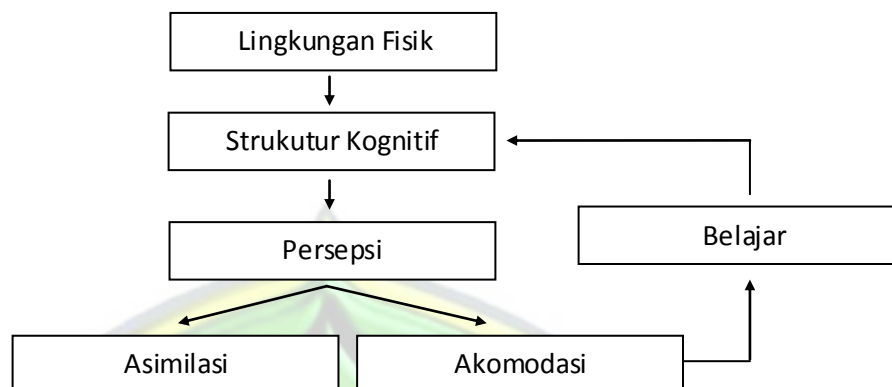 Lingkungan Fisik
Strukutur Kognitif
Persepsi
Belajar
Asimilasi
Akomodasi